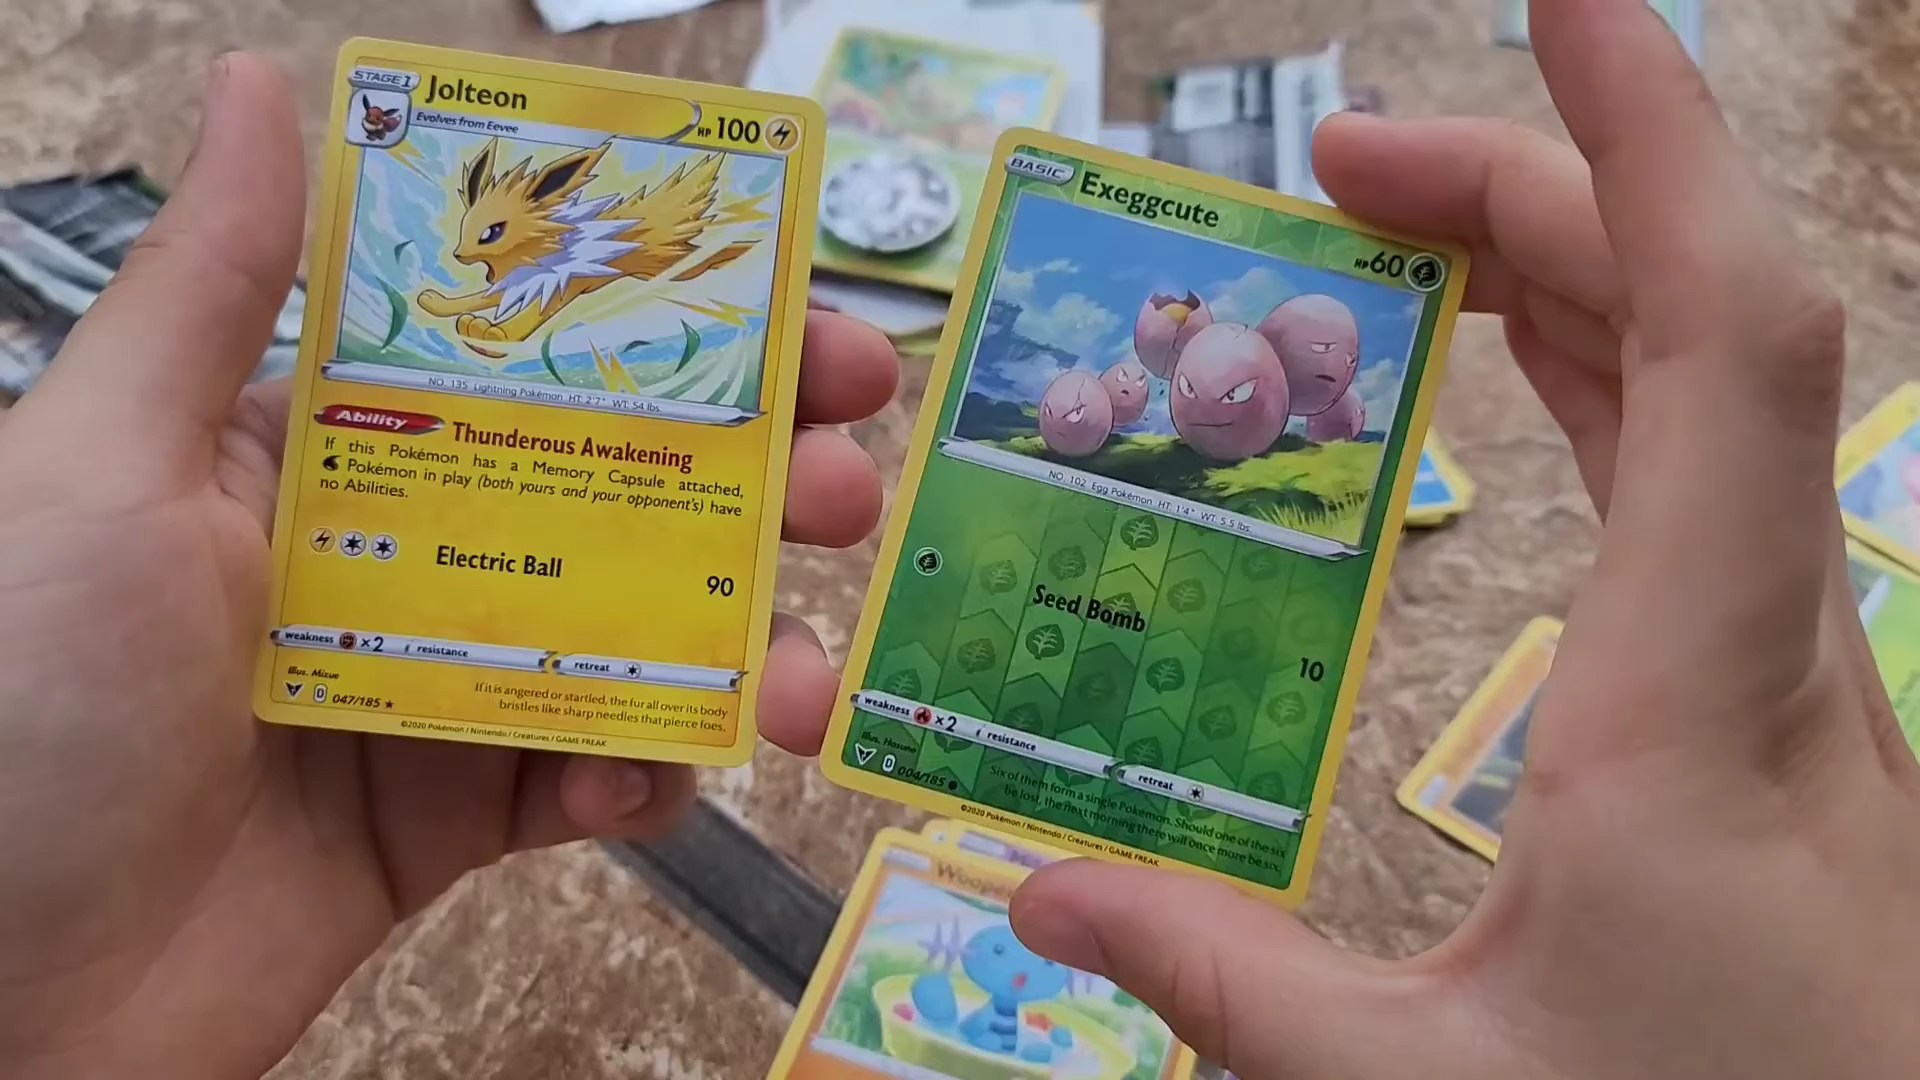 STAGE 1
Jolteon
Evolves from Eevee
HP 100
NO. 135 Lightning Pokémon HT: 2'7" WT: 54 lbs.
Ability Thunderous Awakening
If this Pokémon has a Memory Capsule attached,
Pokémon in play (both yours and your opponent's) have
no Abilities.
Electric Ball 90
weakness ×2 resistance retreat
Illus. Mizue
D 047/185 ★
If it is angered or startled, the fur all over its body
bristles like sharp needles that pierce foes.
©2020 Pokémon / Nintendo / Creatures / GAME FREAK
BASIC
Exeggcute
HP 60
NO. 102 Egg Pokémon HT: 1'4" WT: 5.5 lbs.
Seed Bomb 10
weakness ×2 resistance retreat
Illus. Hasuno
D 004/185 ●
Six of them form a single Pokémon. Should one of the six
be lost, the next morning there will once more be six.
©2020 Pokémon / Nintendo / Creatures / GAME FREAK